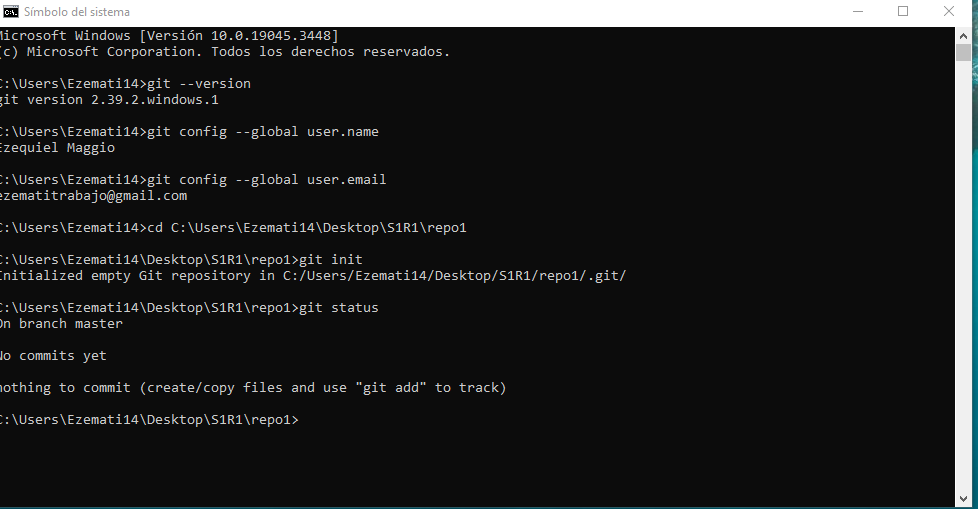 Símbolo del sistema
Microsoft Windows [Versión 10.0.19045.3448]
(c) Microsoft Corporation. Todos los derechos reservados.
C:\Users\Ezemati14>git --version
git version 2.39.2.windows.1
C:\Users\Ezemati14>git config --global user.name
Ezequiel Maggio
C:\Users\Ezemati14>git config --global user.email
ezematitrabajo@gmail.com
C:\Users\Ezemati14>cd C:\Users\Ezemati14\Desktop\S1R1\repo1
C:\Users\Ezemati14\Desktop\S1R1\repo1>git init
Initialized empty Git repository in C:/Users/Ezemati14/Desktop/S1R1/repo1/.git/
C:\Users\Ezemati14\Desktop\S1R1\repo1>git status
On branch master
No commits yet
nothing to commit (create/copy files and use "git add" to track)
C:\Users\Ezemati14\Desktop\S1R1\repo1>